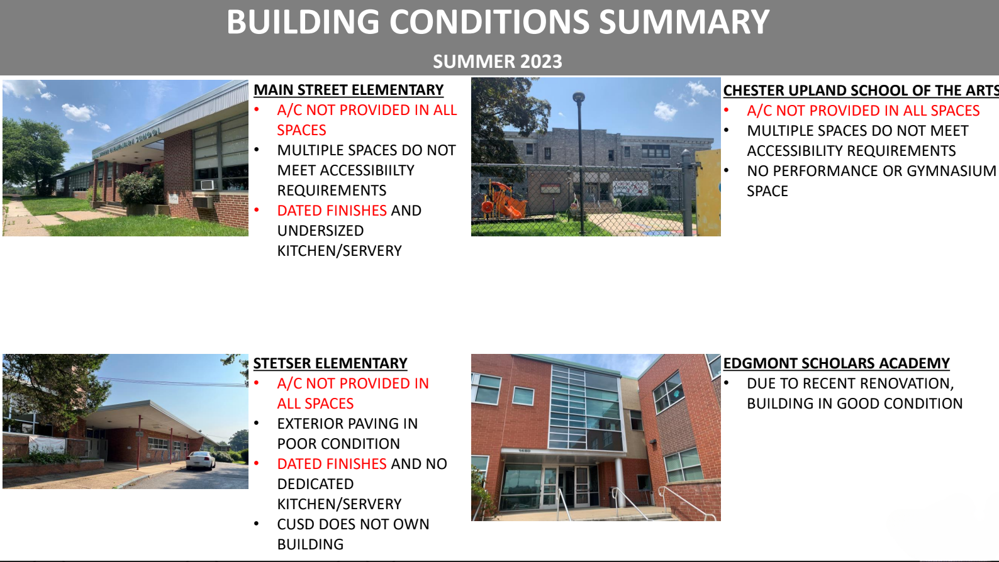 BUILDING CONDITIONS SUMMARY
SUMMER 2023
MAIN STREET ELEMENTARY
• A/C NOT PROVIDED IN ALL
SPACES
• MULTIPLE SPACES DO NOT
MEET ACCESSIBIILTY
REQUIREMENTS
• DATED FINISHES AND
UNDERSIZED
KITCHEN/SERVERY
CHESTER UPLAND SCHOOL OF THE ARTS
• A/C NOT PROVIDED IN ALL SPACES
• MULTIPLE SPACES DO NOT MEET
ACCESSIBILITY REQUIREMENTS
• NO PERFORMANCE OR GYMNASIUM
SPACE
STETSER ELEMENTARY
• A/C NOT PROVIDED IN
ALL SPACES
• EXTERIOR PAVING IN
POOR CONDITION
• DATED FINISHES AND NO
DEDICATED
KITCHEN/SERVERY
• CUSD DOES NOT OWN
BUILDING
1450
EDGMONT SCHOLARS ACADEMY
• DUE TO RECENT RENOVATION,
BUILDING IN GOOD CONDITION